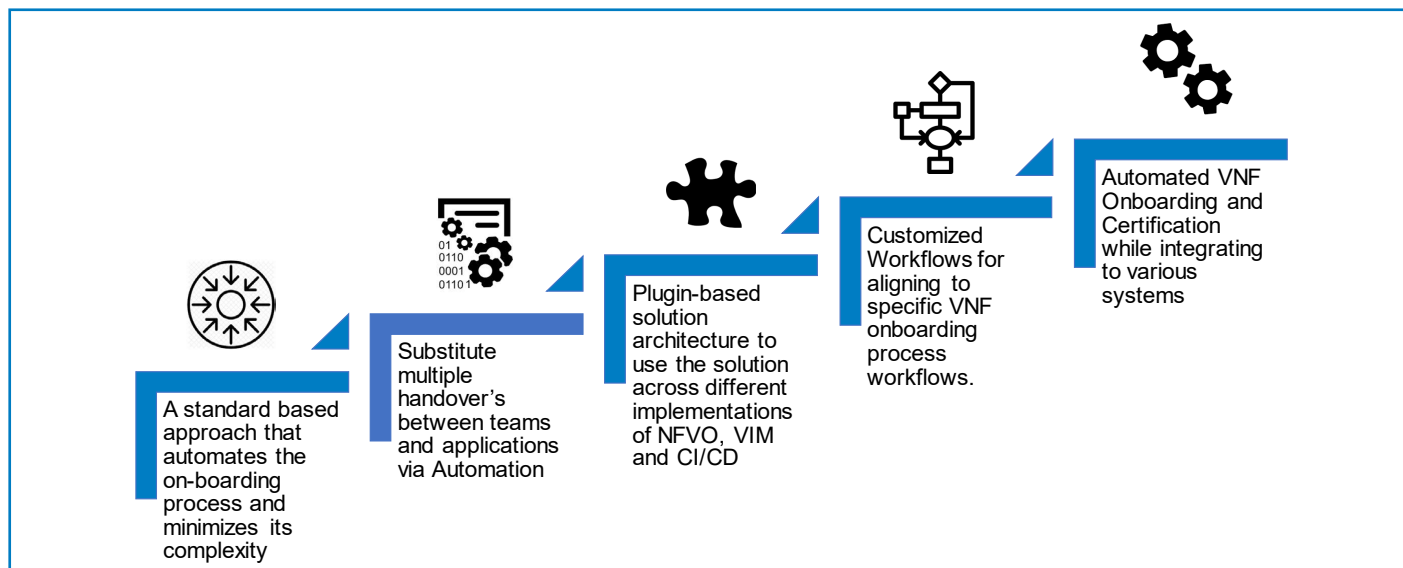 A standard based
approach that
automates the
on-boarding
process and
minimizes its
complexity
01
0110
0001
01101
Substitute
multiple
handover's
between teams
and applications
via Automation
Plugin-based
solution
architecture to
use the solution
across different
implementations
of NFVO, VIM
and CI/CD
Customized
Workflows for
aligning to
specific VNF
onboarding
process
workflows.
Automated VNF
Onboarding and
Certification
while integrating
to various
systems